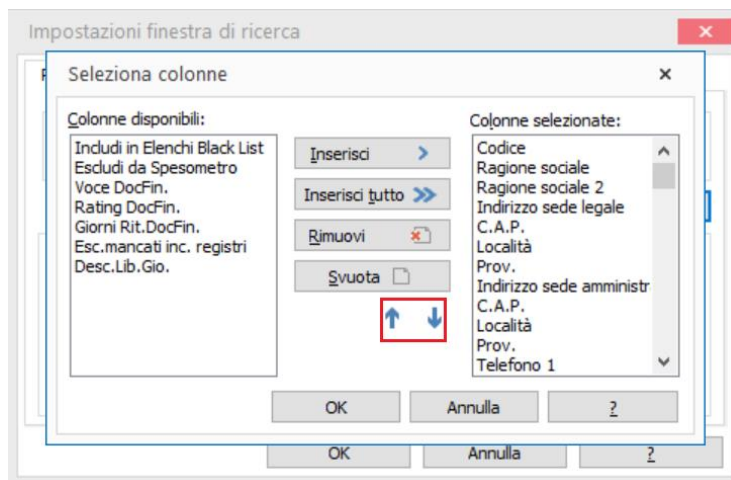 Impostazioni finestra di ricerca
Seleziona colonne
Colonne disponibili:
Includi in Elenchi Black List
Escludi da Spesometro
Voce DocFin.
Rating DocFin.
Giorni Rit.DocFin.
Esc.mancati inc. registri
Desc.Lib.Gio.
Inserisci
Inserisci tutto
Rimuovi
Svuota
Colonne selezionate:
Codice
Ragione sociale
Ragione sociale 2
Indirizzo sede legale
C.A.P.
Località
Prov.
Indirizzo sede amministr
C.A.P.
Località
Prov.
Telefono 1
OK Annulla ?
OK Annulla ?